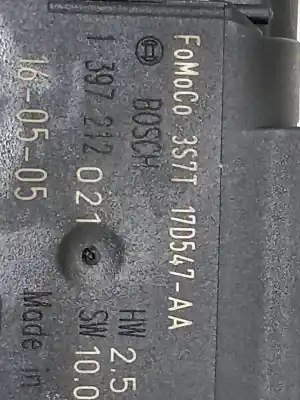 FoMoCo 3S7T 17D547-AA
BOSCH
1 397 212 021 HW 2.5
SW 10.0
16-05-05 Made in